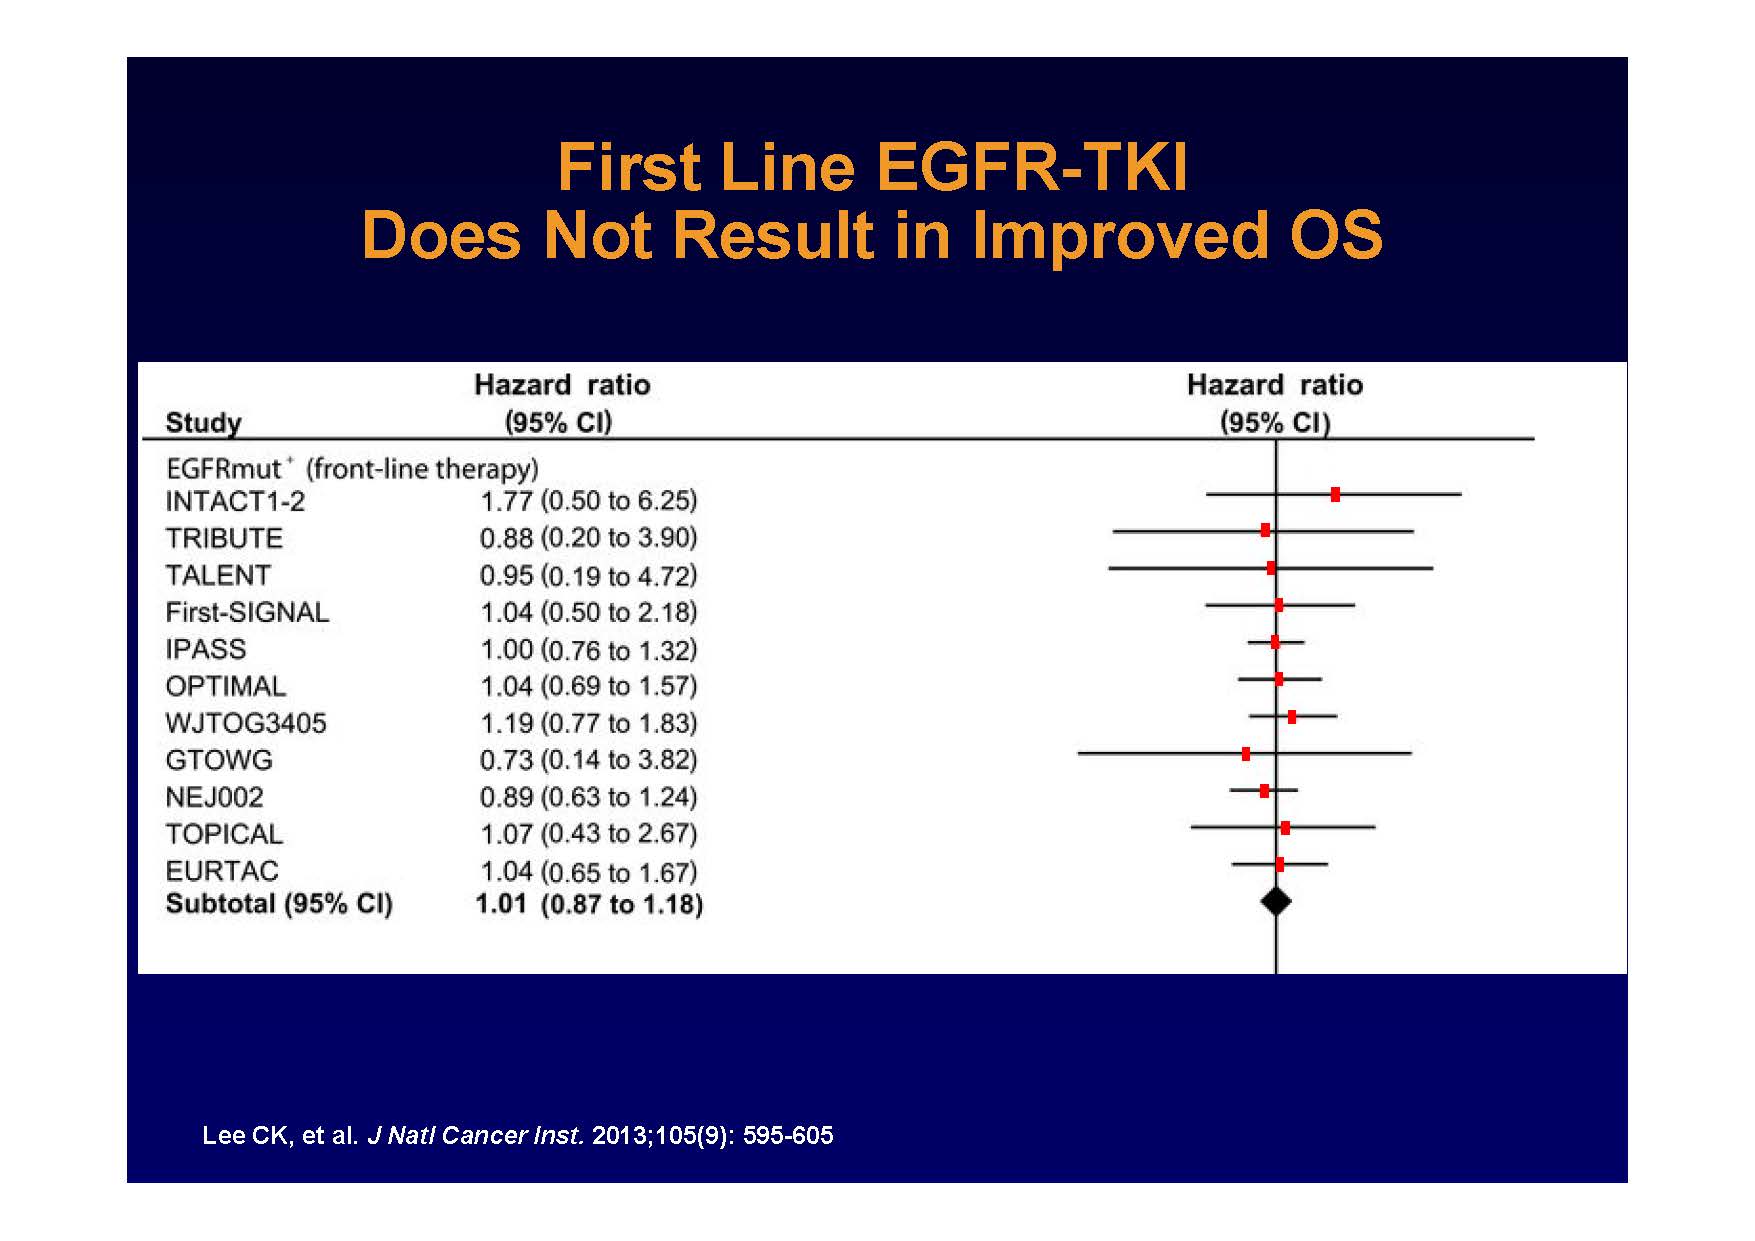 First Line EGFR-TKI
Does Not Result in Improved OS
Hazard ratio Hazard ratio
Study (95% CI) (95% CI)
EGFRmut⁺ (front-line therapy)
INTACT1-2 1.77 (0.50 to 6.25)
TRIBUTE 0.88 (0.20 to 3.90)
TALENT 0.95 (0.19 to 4.72)
First-SIGNAL 1.04 (0.50 to 2.18)
IPASS 1.00 (0.76 to 1.32)
OPTIMAL 1.04 (0.69 to 1.57)
WJTOG3405 1.19 (0.77 to 1.83)
GTOWG 0.73 (0.14 to 3.82)
NEJ002 0.89 (0.63 to 1.24)
TOPICAL 1.07 (0.43 to 2.67)
EURTAC 1.04 (0.65 to 1.67)
Subtotal (95% CI) 1.01 (0.87 to 1.18)
Lee CK, et al. J Natl Cancer Inst. 2013;105(9): 595-605